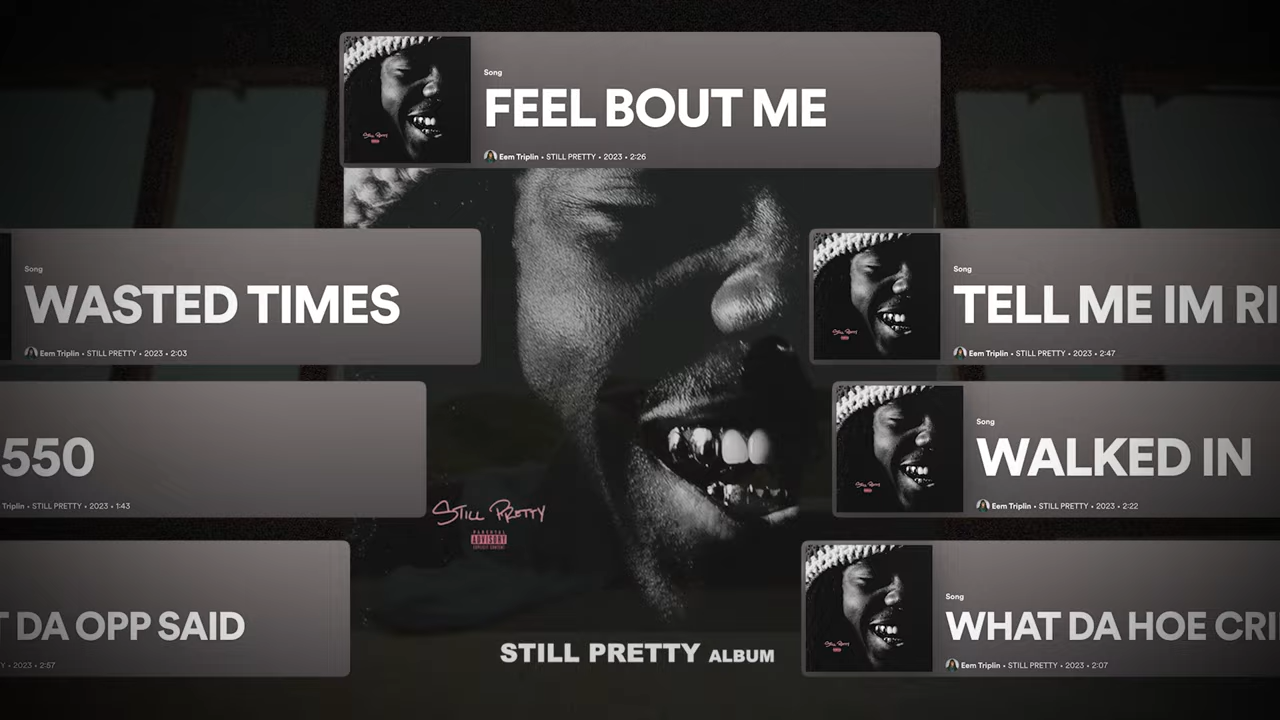 Song
FEEL BOUT ME
Eem Triplin • STILL PRETTY • 2023 • 2:26
Song
WASTED TIMES
Eem Triplin • STILL PRETTY • 2023 • 2:03
Song
TELL ME IM RI
Eem Triplin • STILL PRETTY • 2023 • 2:47
550
Triplin • STILL PRETTY • 2023 • 1:43
Song
WALKED IN
Eem Triplin • STILL PRETTY • 2023 • 2:22
STILL PRETTY
PARENTAL
ADVISORY
EXPLICIT CONTENT
T DA OPP SAID
Y • 2023 • 2:57
Song
WHAT DA HOE CRI
Eem Triplin • STILL PRETTY • 2023 • 2:07
STILL PRETTY ALBUM